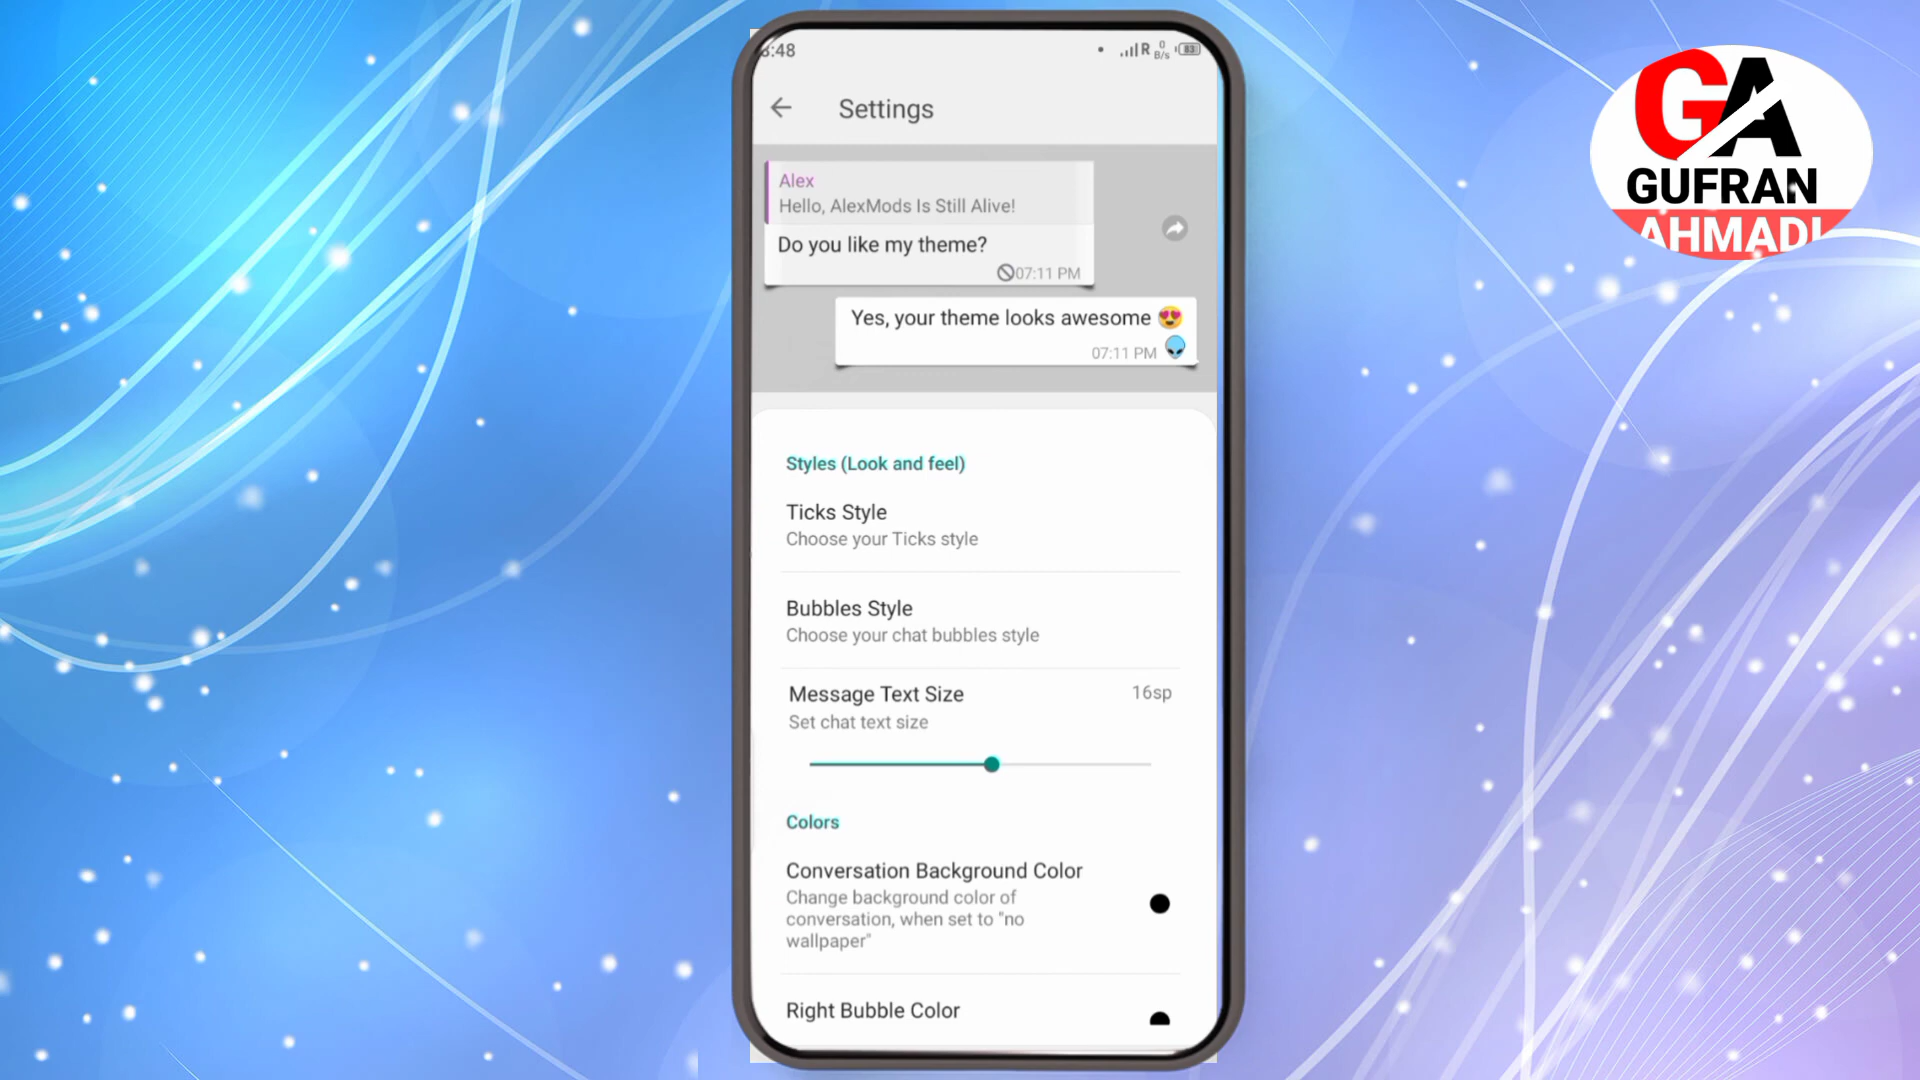 :48
R 0 B/s 83
Settings
Alex
Hello, AlexMods Is Still Alive!
Do you like my theme?
07:11 PM
Yes, your theme looks awesome 😍
07:11 PM 👽
Styles (Look and feel)
Ticks Style
Choose your Ticks style
Bubbles Style
Choose your chat bubbles style
Message Text Size
16sp
Set chat text size
Colors
Conversation Background Color
Change background color of
conversation, when set to "no
wallpaper"
Right Bubble Color
GA
GUFRAN
AHMADI